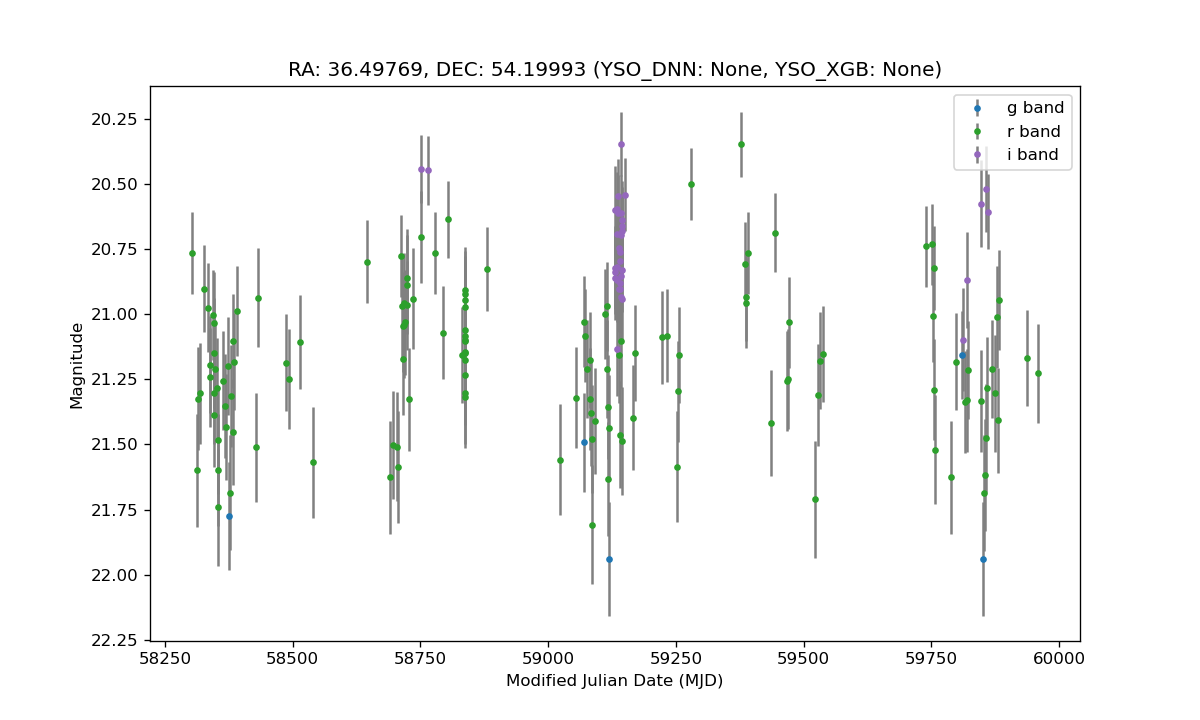 RA: 36.49769, DEC: 54.19993 (YSO_DNN: None, YSO_XGB: None)
g band
r band
i band
20.25
20.50
20.75
21.00
21.25
21.50
21.75
22.00
22.25
Magnitude
58250 58500 58750 59000 59250 59500 59750 60000
Modified Julian Date (MJD)